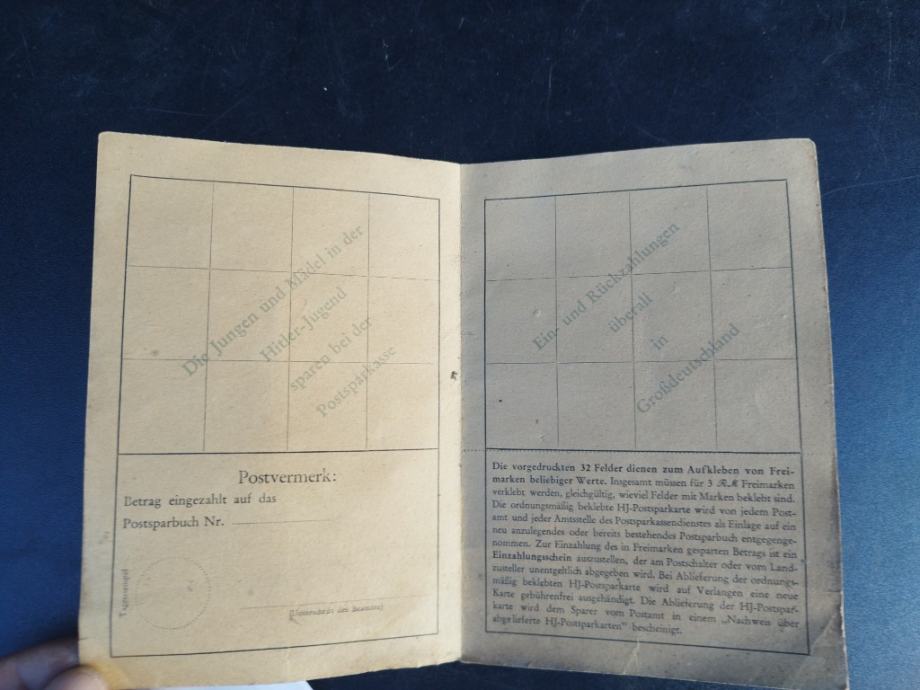 Die Jungen und Mädel in der
Hitler-Jugend
sparen bei der
Postsparkasse
Postvermerk:
Betrag eingezahlt auf das
Postsparbuch Nr.
Tagesstempel
(Unterschrift des Beamten)
Ein- und Rückzahlungen
überall
in
Großdeutschland
Die vorgedruckten 32 Felder dienen zum Aufkleben von Frei-
marken beliebiger Werte. Insgesamt müssen für 3 RM Freimarken
verklebt werden, gleichgültig, wieviel Felder mit Marken beklebt sind.
Die ordnungsmäßig beklebte HJ-Postsparkarte wird von jedem Post-
amt und jeder Amtsstelle des Postsparkassendienstes als Einlage auf ein
neu anzulegendes oder bereits bestehendes Postsparbuch entgegenge-
nommen. Zur Einzahlung des in Freimarken gesparten Betrags ist ein
Einzahlungsschein auszustellen, der am Postschalter oder vom Land-
zusteller unentgeltlich abgegeben wird. Bei Ablieferung der ordnungs-
mäßig beklebten HJ-Postsparkarte wird auf Verlangen eine neue
Karte gebührenfrei ausgehändigt. Die Ablieferung der HJ-Postspar-
karte wird dem Sparer vom Postamt in einem „Nachweis über
abgelieferte HJ-Postsparkarten" bescheinigt.